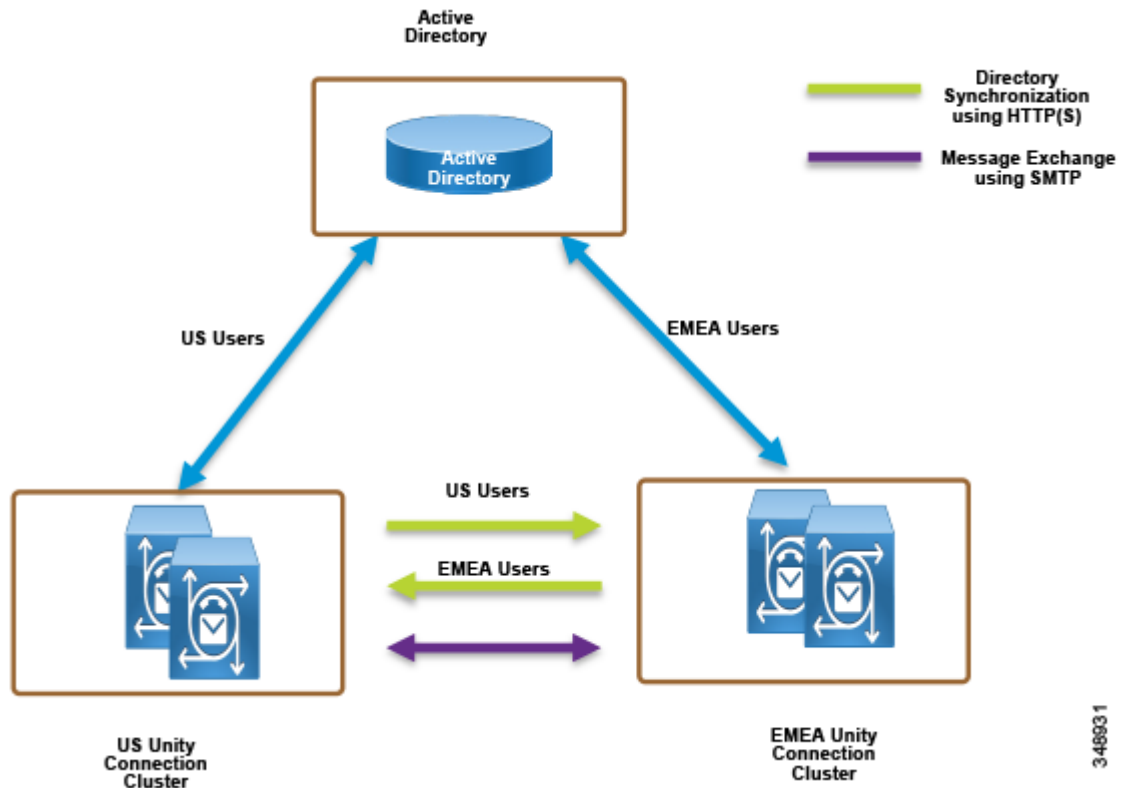 Active
Directory
Active
Directory
Directory
Synchronization
using HTTP(S)
Message Exchange
using SMTP
US Users
EMEA Users
US Users
EMEA Users
US Unity
Connection
Cluster
EMEA Unity
Connection
Cluster
348931